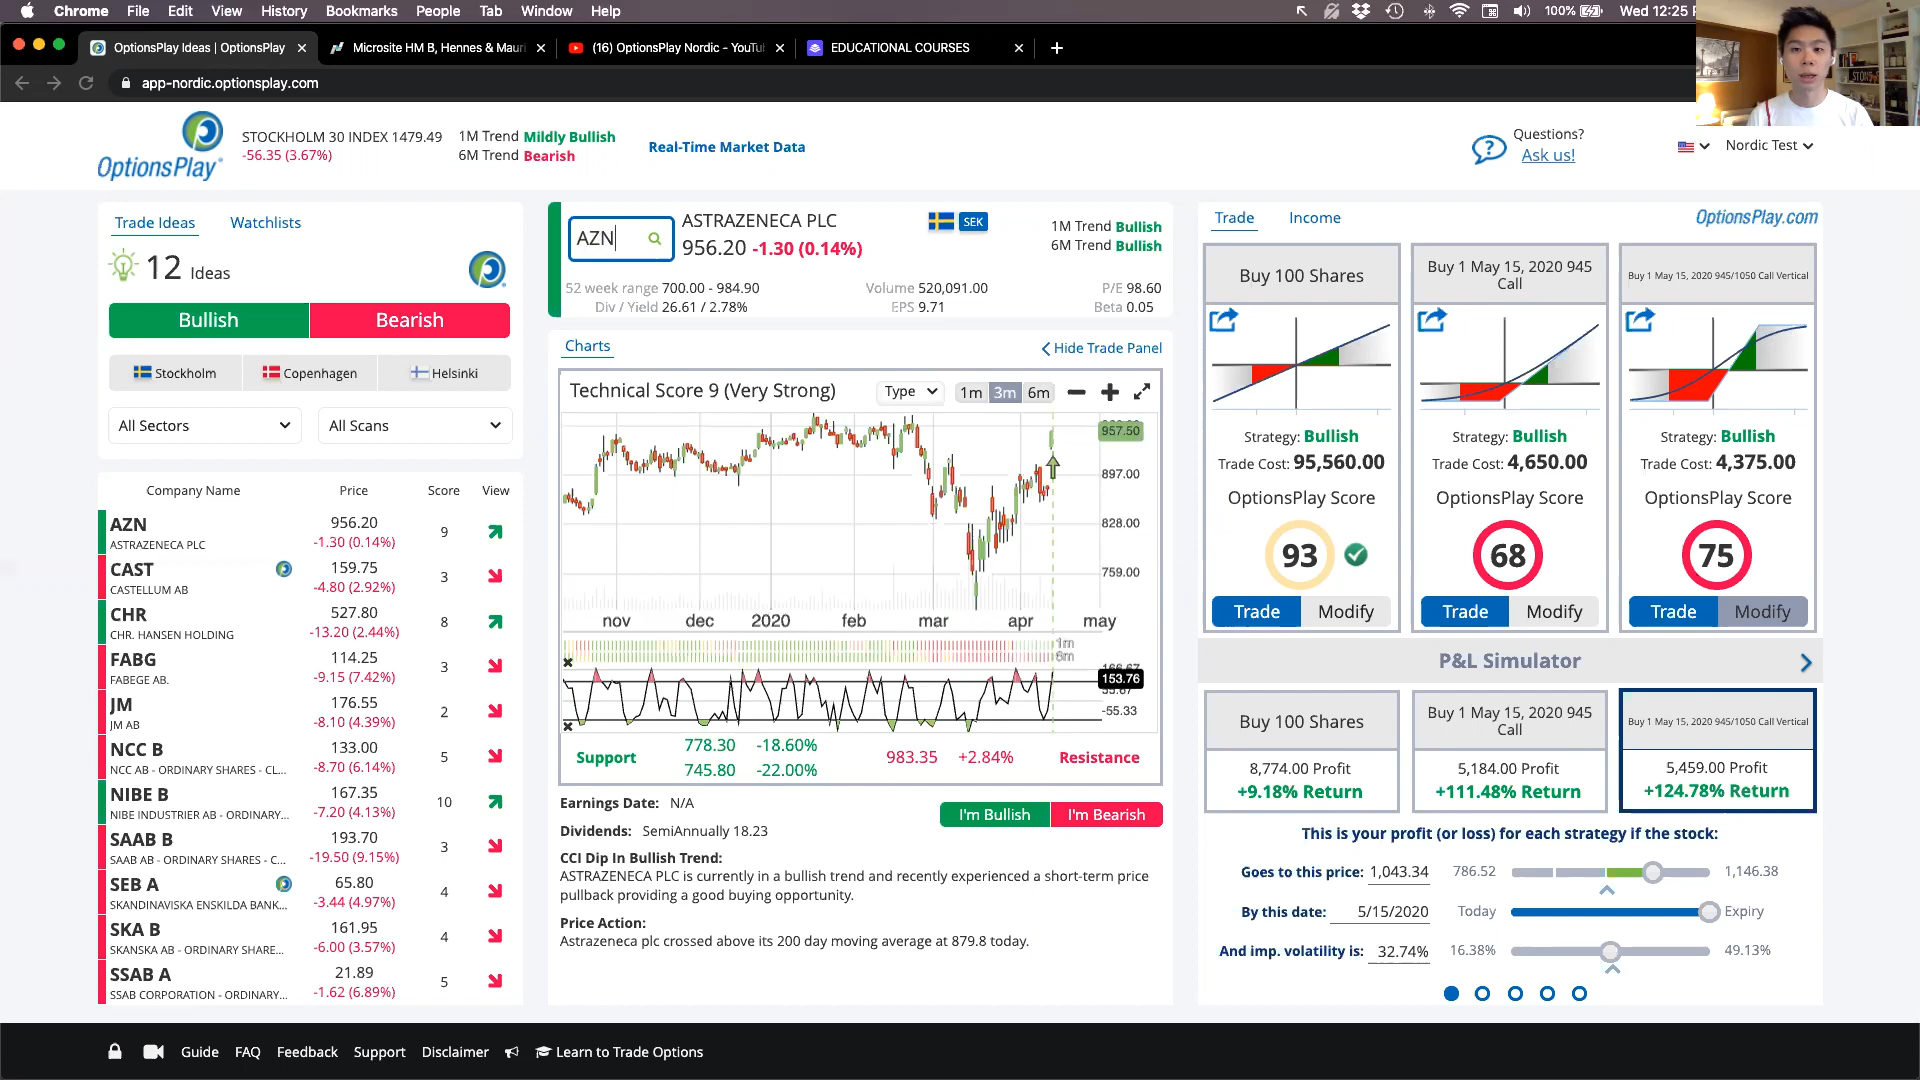 Chrome File Edit View History Bookmarks People Tab Window Help 100% Wed 12:25
OptionsPlay Ideas | OptionsPlay
Microsite HM B, Hennes & Mauri
(16) OptionsPlay Nordic - YouTu
EDUCATIONAL COURSES
app-nordic.optionsplay.com
OptionsPlay
STOCKHOLM 30 INDEX 1479.49
-56.35 (3.67%)
1M Trend Mildly Bullish
6M Trend Bearish
Real-Time Market Data
Questions?
Ask us!
Nordic Test
Trade Ideas Watchlists
12 Ideas
Bullish Bearish
Stockholm Copenhagen Helsinki
All Sectors All Scans
Company Name Price Score View
AZN 956.20 9
ASTRAZENECA PLC -1.30 (0.14%)
CAST 159.75 3
CASTELLUM AB -4.80 (2.92%)
CHR 527.80 8
CHR. HANSEN HOLDING -13.20 (2.44%)
FABG 114.25 3
FABEGE AB. -9.15 (7.42%)
JM 176.55 2
JM AB -8.10 (4.39%)
NCC B 133.00 5
NCC AB - ORDINARY SHARES - CL... -8.70 (6.14%)
NIBE B 167.35 10
NIBE INDUSTRIER AB - ORDINARY... -7.20 (4.13%)
SAAB B 193.70 3
SAAB AB - ORDINARY SHARES - C... -19.50 (9.15%)
SEB A 65.80 4
SKANDINAVISKA ENSKILDA BANK... -3.44 (4.97%)
SKA B 161.95 4
SKANSKA AB - ORDINARY SHARE... -6.00 (3.57%)
SSAB A 21.89 5
SSAB CORPORATION - ORDINARY... -1.62 (6.89%)
AZN
ASTRAZENECA PLC
SEK
956.20 -1.30 (0.14%)
1M Trend Bullish
6M Trend Bullish
52 week range 700.00 - 984.90 Volume 520,091.00 P/E 98.60
Div / Yield 26.61 / 2.78% EPS 9.71 Beta 0.05
Charts Hide Trade Panel
Technical Score 9 (Very Strong) Type 1m 3m 6m
957.50
897.00
828.00
759.00
nov dec 2020 feb mar apr may
1m
6m
153.76
-55.33
Support 778.30 -18.60% 983.35 +2.84% Resistance
745.80 -22.00%
Earnings Date: N/A
I'm Bullish I'm Bearish
Dividends: SemiAnnually 18.23
CCI Dip In Bullish Trend:
ASTRAZENECA PLC is currently in a bullish trend and recently experienced a short-term price
pullback providing a good buying opportunity.
Price Action:
Astrazeneca plc crossed above its 200 day moving average at 879.8 today.
Trade Income OptionsPlay.com
Buy 100 Shares
Strategy: Bullish
Trade Cost: 95,560.00
OptionsPlay Score
93
Trade Modify
Buy 1 May 15, 2020 945
Call
Strategy: Bullish
Trade Cost: 4,650.00
OptionsPlay Score
68
Trade Modify
Buy 1 May 15, 2020 945/1050 Call Vertical
Strategy: Bullish
Trade Cost: 4,375.00
OptionsPlay Score
75
Trade Modify
P&L Simulator
Buy 100 Shares
8,774.00 Profit
+9.18% Return
Buy 1 May 15, 2020 945
Call
5,184.00 Profit
+111.48% Return
Buy 1 May 15, 2020 945/1050 Call Vertical
5,459.00 Profit
+124.78% Return
This is your profit (or loss) for each strategy if the stock:
Goes to this price: 1,043.34 786.52 1,146.38
By this date: 5/15/2020 Today Expiry
And imp. volatility is: 32.74% 16.38% 49.13%
Guide FAQ Feedback Support Disclaimer Learn to Trade Options